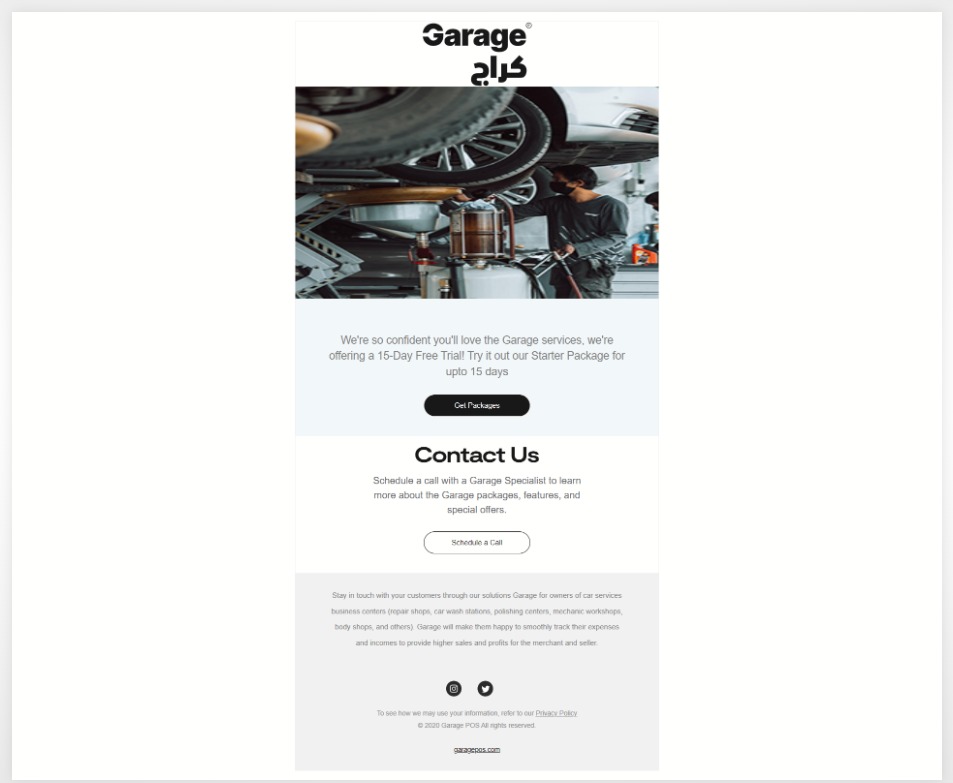 Garage®
كراج
We're so confident you'll love the Garage services, we're
offering a 15-Day Free Trial! Try it out our Starter Package for
upto 15 days
Get Packages
Contact Us
Schedule a call with a Garage Specialist to learn
more about the Garage packages, features, and
special offers.
Schedule a Call
Stay in touch with your customers through our solutions Garage for owners of car services
business centers (repair shops, car wash stations, polishing centers, mechanic workshops,
body shops, and others). Garage will make them happy to smoothly track their expenses
and incomes to provide higher sales and profits for the merchant and seller.
To see how we may use your information, refer to our Privacy Policy
© 2020 Garage POS All rights reserved.
garagepos.com